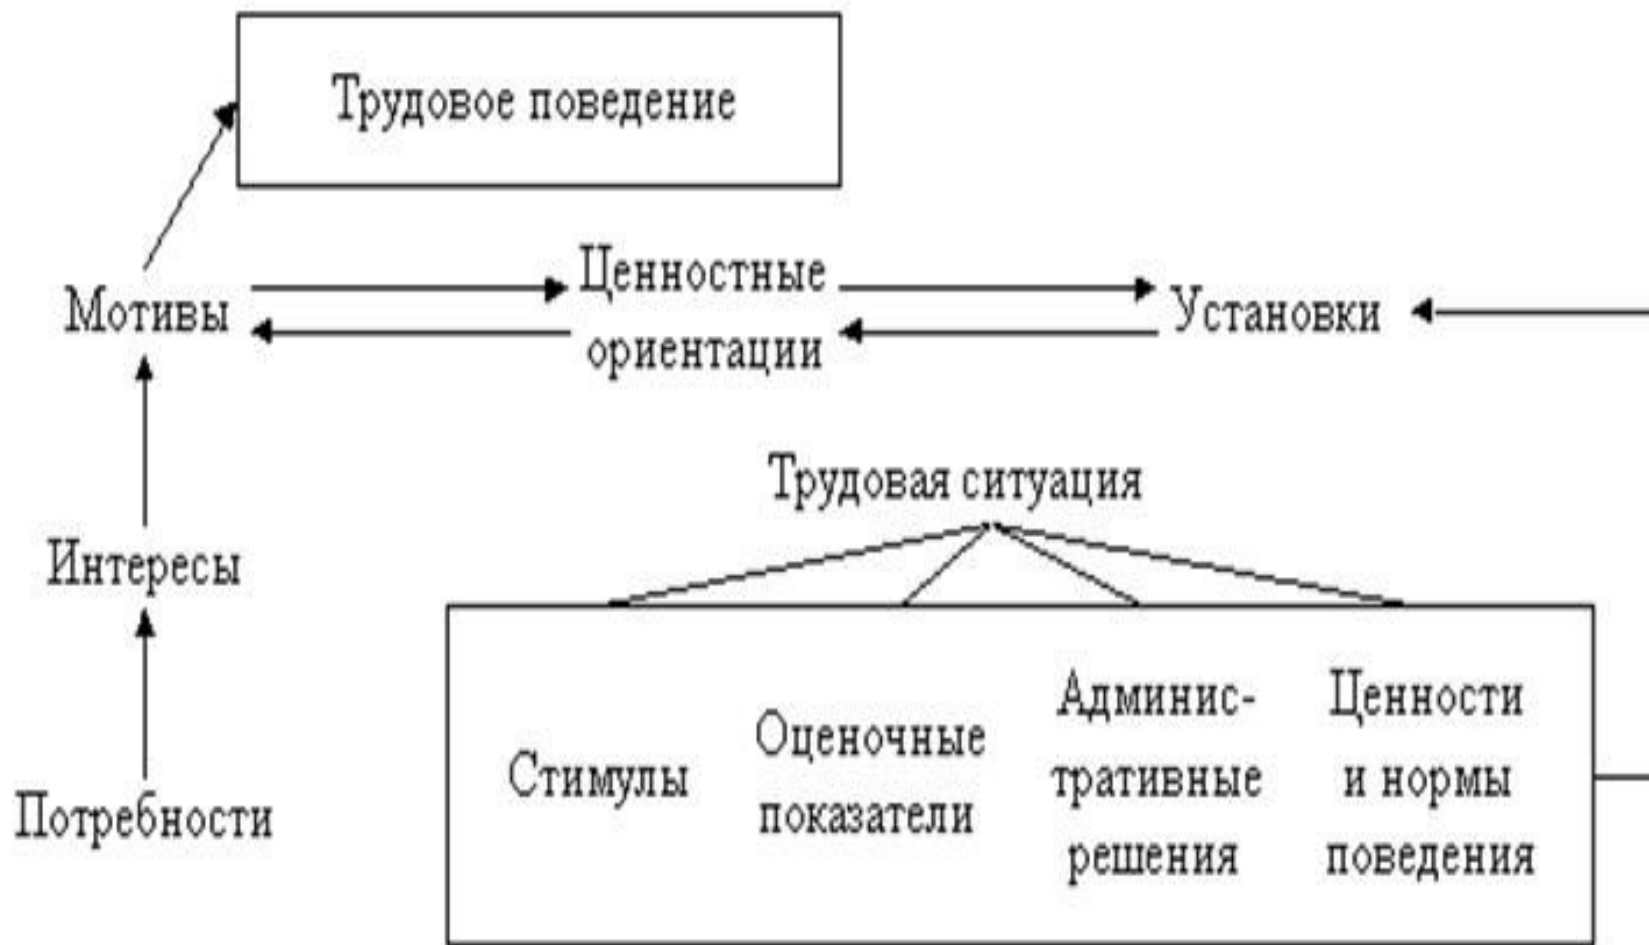 Трудовое поведение
Мотивы
Ценностные
ориентации
Установки
Трудовая ситуация
Интересы
Потребности
Стимулы
Оценочные
показатели
Админис-
тративные
решения
Ценности
и нормы
поведения